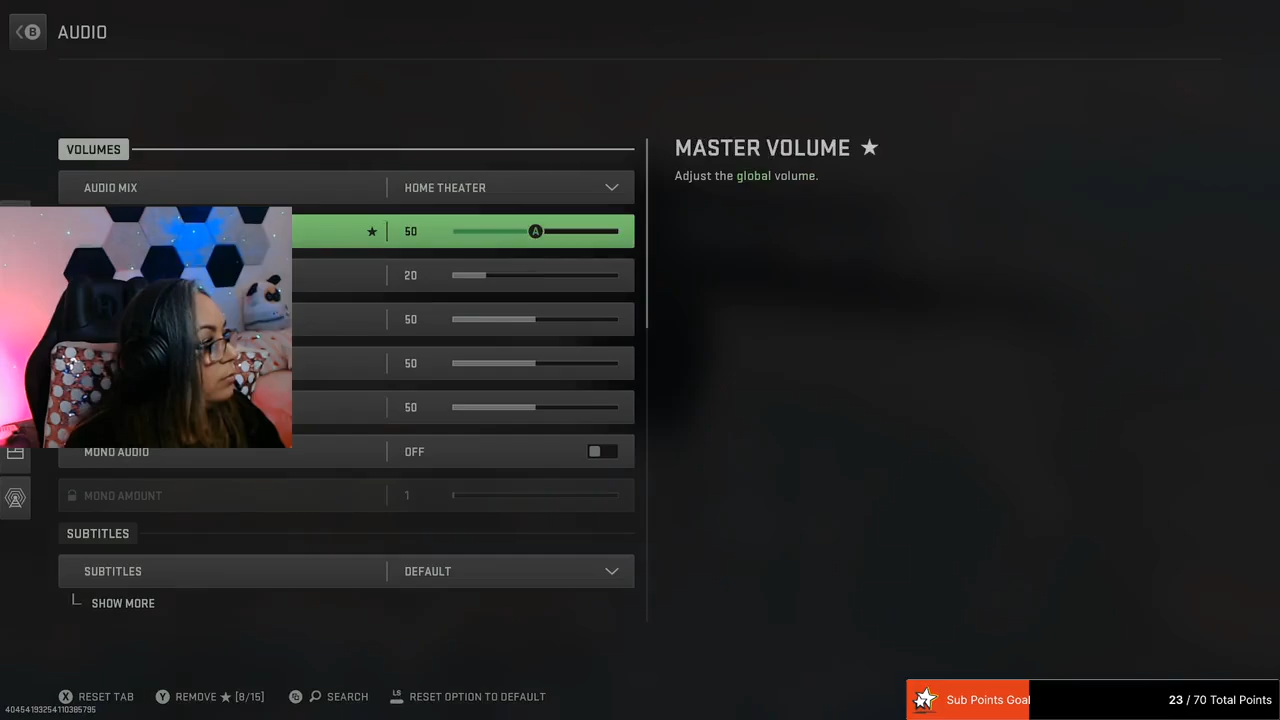 B AUDIO
VOLUMES
AUDIO MIX HOME THEATER
50 A
20
50
50
50
MONO AUDIO OFF
MONO AMOUNT 1
SUBTITLES
SUBTITLES DEFAULT
SHOW MORE
MASTER VOLUME ★
Adjust the global volume.
X RESET TAB Y REMOVE ★ [8/15] SEARCH LS RESET OPTION TO DEFAULT
40454193254110385795
Sub Points Goal 23 / 70 Total Points